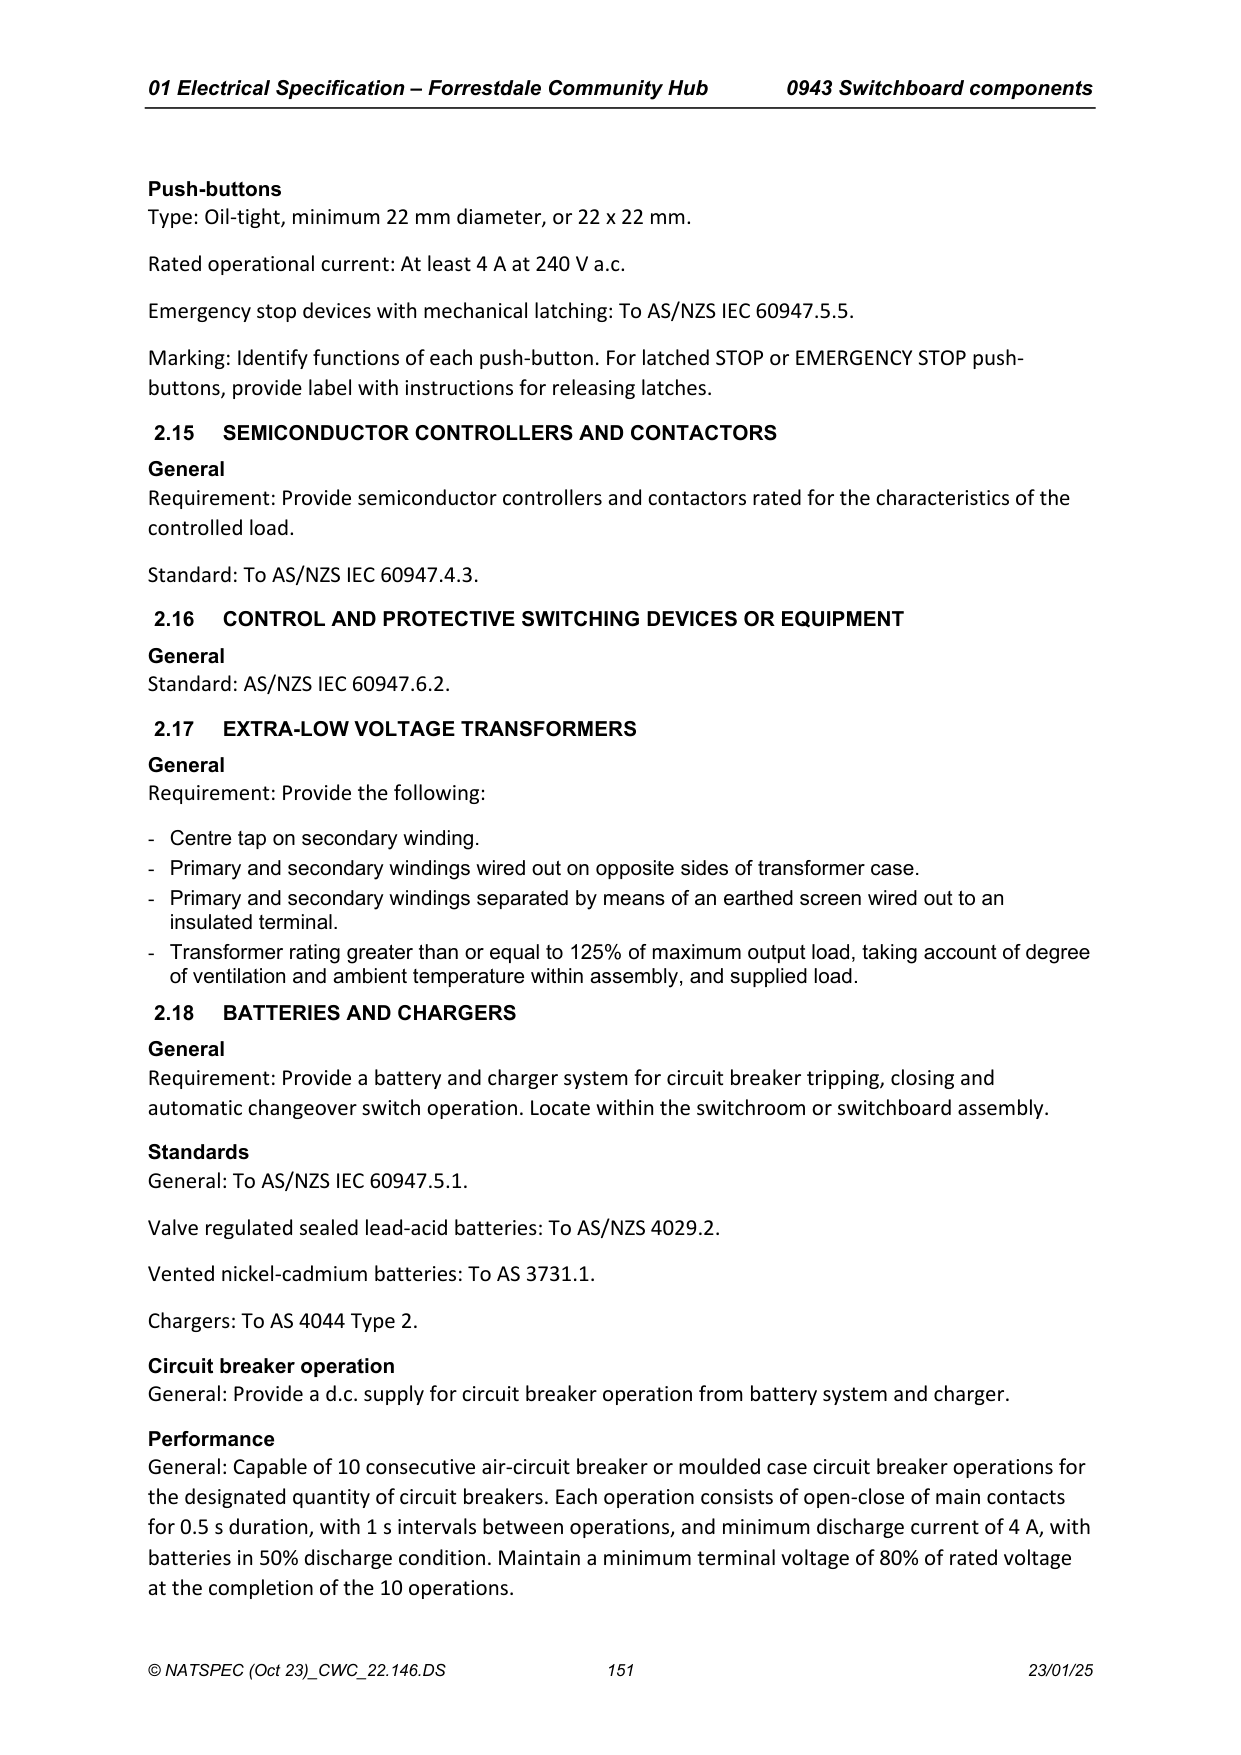 01 Electrical Specification – Forrestdale Community Hub 0943 Switchboard components
Push-buttons
Type: Oil-tight, minimum 22 mm diameter, or 22 x 22 mm.
Rated operational current: At least 4 A at 240 V a.c.
Emergency stop devices with mechanical latching: To AS/NZS IEC 60947.5.5.
Marking: Identify functions of each push-button. For latched STOP or EMERGENCY STOP push-
buttons, provide label with instructions for releasing latches.
2.15 SEMICONDUCTOR CONTROLLERS AND CONTACTORS
General
Requirement: Provide semiconductor controllers and contactors rated for the characteristics of the
controlled load.
Standard: To AS/NZS IEC 60947.4.3.
2.16 CONTROL AND PROTECTIVE SWITCHING DEVICES OR EQUIPMENT
General
Standard: AS/NZS IEC 60947.6.2.
2.17 EXTRA-LOW VOLTAGE TRANSFORMERS
General
Requirement: Provide the following:
- Centre tap on secondary winding.
- Primary and secondary windings wired out on opposite sides of transformer case.
- Primary and secondary windings separated by means of an earthed screen wired out to an
insulated terminal.
- Transformer rating greater than or equal to 125% of maximum output load, taking account of degree
of ventilation and ambient temperature within assembly, and supplied load.
2.18 BATTERIES AND CHARGERS
General
Requirement: Provide a battery and charger system for circuit breaker tripping, closing and
automatic changeover switch operation. Locate within the switchroom or switchboard assembly.
Standards
General: To AS/NZS IEC 60947.5.1.
Valve regulated sealed lead-acid batteries: To AS/NZS 4029.2.
Vented nickel-cadmium batteries: To AS 3731.1.
Chargers: To AS 4044 Type 2.
Circuit breaker operation
General: Provide a d.c. supply for circuit breaker operation from battery system and charger.
Performance
General: Capable of 10 consecutive air-circuit breaker or moulded case circuit breaker operations for
the designated quantity of circuit breakers. Each operation consists of open-close of main contacts
for 0.5 s duration, with 1 s intervals between operations, and minimum discharge current of 4 A, with
batteries in 50% discharge condition. Maintain a minimum terminal voltage of 80% of rated voltage
at the completion of the 10 operations.
© NATSPEC (Oct 23)_CWC_22.146.DS 151 23/01/25